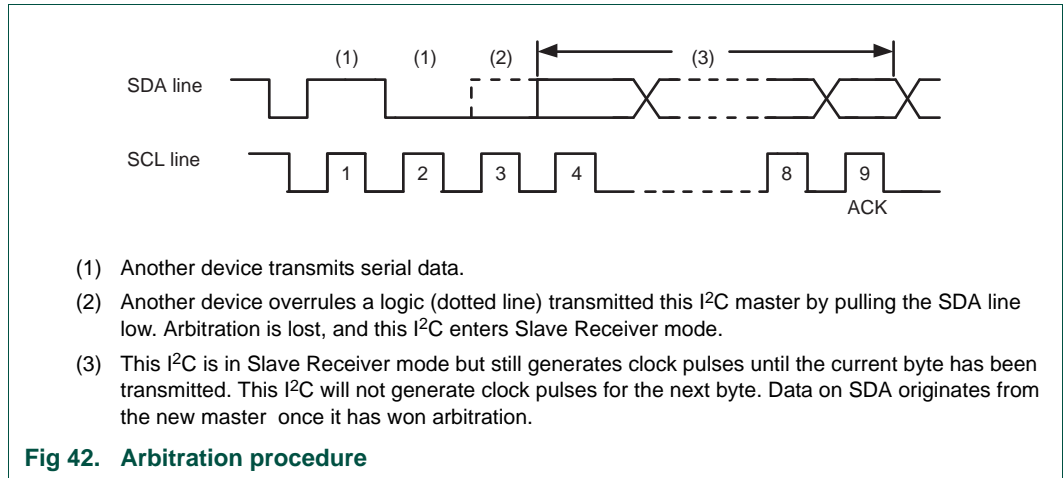 (1) (1) (2) (3)
SDA line
SCL line
1 2 3 4 8 9
ACK
(1) Another device transmits serial data.
(2) Another device overrules a logic (dotted line) transmitted this I2C master by pulling the SDA line
low. Arbitration is lost, and this I2C enters Slave Receiver mode.
(3) This I2C is in Slave Receiver mode but still generates clock pulses until the current byte has been
transmitted. This I2C will not generate clock pulses for the next byte. Data on SDA originates from
the new master once it has won arbitration.
Fig 42. Arbitration procedure